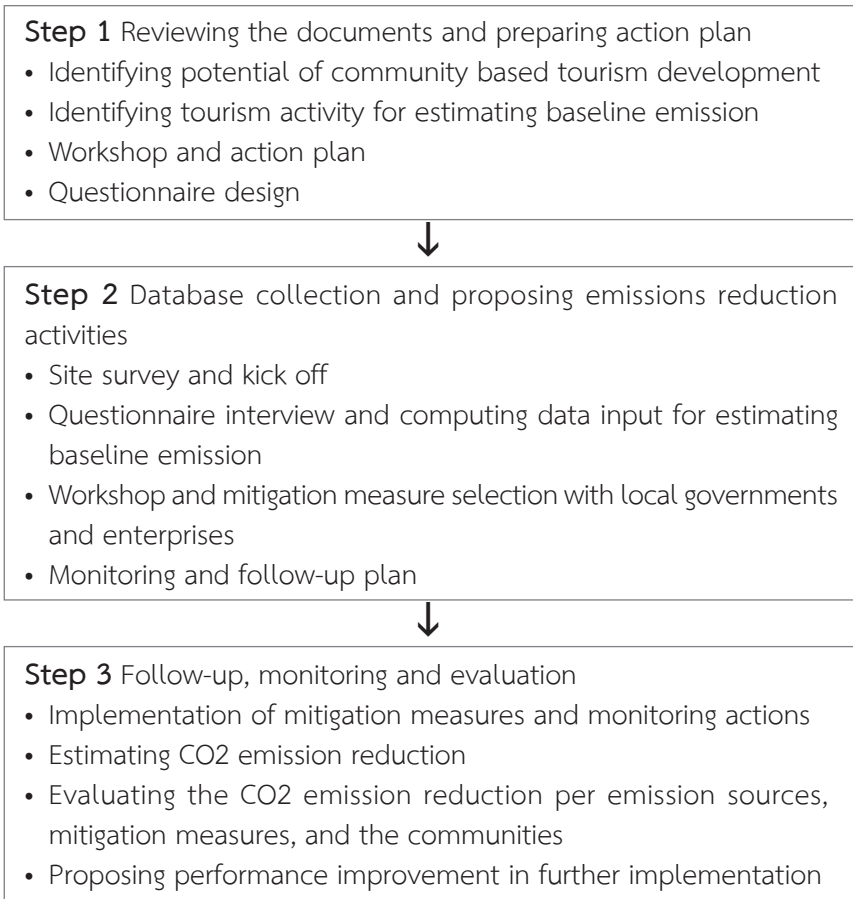 Step 1 Reviewing the documents and preparing action plan
• Identifying potential of community based tourism development
• Identifying tourism activity for estimating baseline emission
• Workshop and action plan
• Questionnaire design
↓
Step 2 Database collection and proposing emissions reduction
activities
• Site survey and kick off
• Questionnaire interview and computing data input for estimating
baseline emission
• Workshop and mitigation measure selection with local governments
and enterprises
• Monitoring and follow-up plan
↓
Step 3 Follow-up, monitoring and evaluation
• Implementation of mitigation measures and monitoring actions
• Estimating CO2 emission reduction
• Evaluating the CO2 emission reduction per emission sources,
mitigation measures, and the communities
• Proposing performance improvement in further implementation